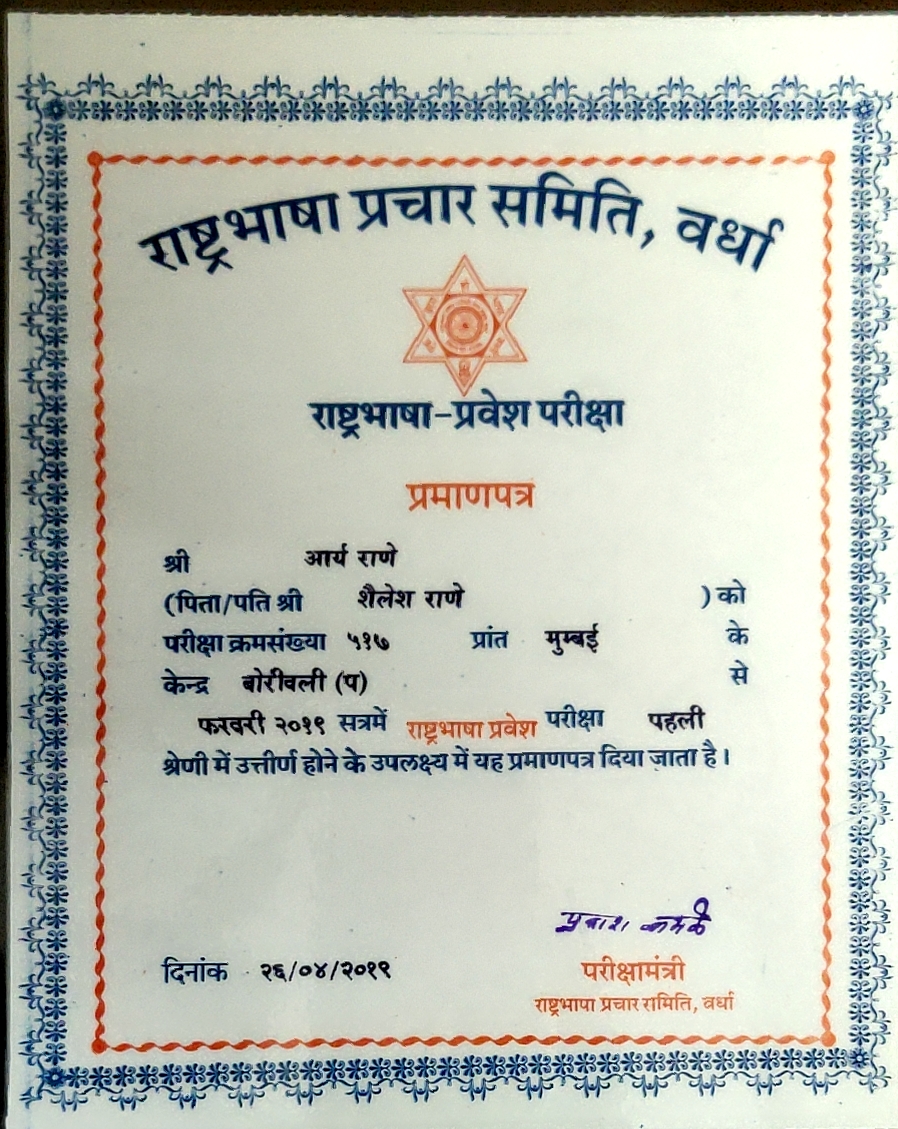 राष्ट्रभाषा प्रचार समिति, वर्धा
राष्ट्रभाषा-प्रवेश परीक्षा
प्रमाणपत्र
श्री आर्य राणे
(पिता/पति श्री शैलेश राणे ) को
परीक्षा क्रमसंख्या ५१७ प्रांत मुम्बई के
केन्द्र बोरीवली (प) से
फरवरी २०१९ सत्रमें राष्ट्रभाषा प्रवेश परीक्षा पहली
श्रेणी में उत्तीर्ण होने के उपलक्ष्य में यह प्रमाणपत्र दिया जाता है।
दिनांक २६/०४/२०१९
परीक्षामंत्री
राष्ट्रभाषा प्रचार समिति, वर्धा